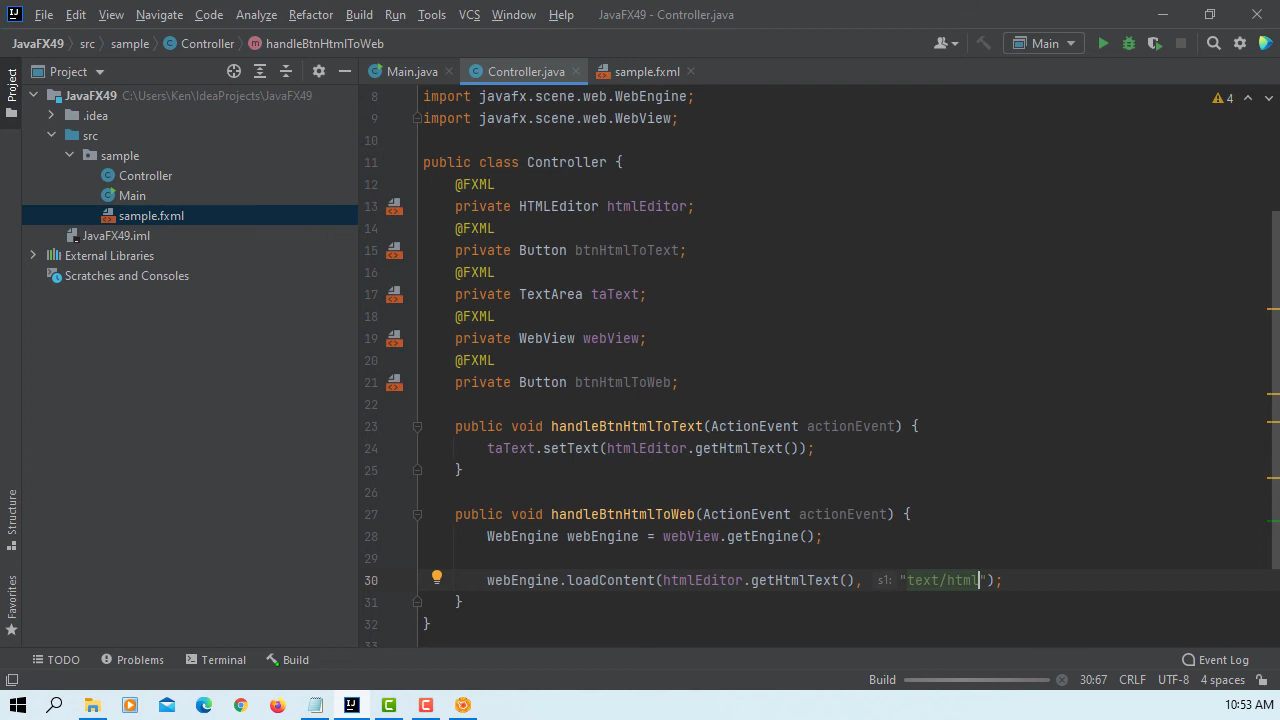 File Edit View Navigate Code Analyze Refactor Build Run Tools VCS Window Help JavaFX49 - Controller.java
JavaFX49 src sample Controller handleBtnHtmlToWeb Main
Project Main.java Controller.java sample.fxml
Project
JavaFX49 C:\Users\Ken\IdeaProjects\JavaFX49
.idea
src
sample
Controller
Main
sample.fxml
JavaFX49.iml
External Libraries
Scratches and Consoles
Structure
Favorites
4
8 import javafx.scene.web.WebEngine;
9 import javafx.scene.web.WebView;
10
11 public class Controller {
12 @FXML
13 private HTMLEditor htmlEditor;
14 @FXML
15 private Button btnHtmlToText;
16 @FXML
17 private TextArea taText;
18 @FXML
19 private WebView webView;
20 @FXML
21 private Button btnHtmlToWeb;
22
23 public void handleBtnHtmlToText(ActionEvent actionEvent) {
24 taText.setText(htmlEditor.getHtmlText());
25 }
26
27 public void handleBtnHtmlToWeb(ActionEvent actionEvent) {
28 WebEngine webEngine = webView.getEngine();
29
30 webEngine.loadContent(htmlEditor.getHtmlText(), s1: "text/html");
31 }
32 }
33
TODO Problems Terminal Build Event Log
Build 30:67 CRLF UTF-8 4 spaces
10:53 AM